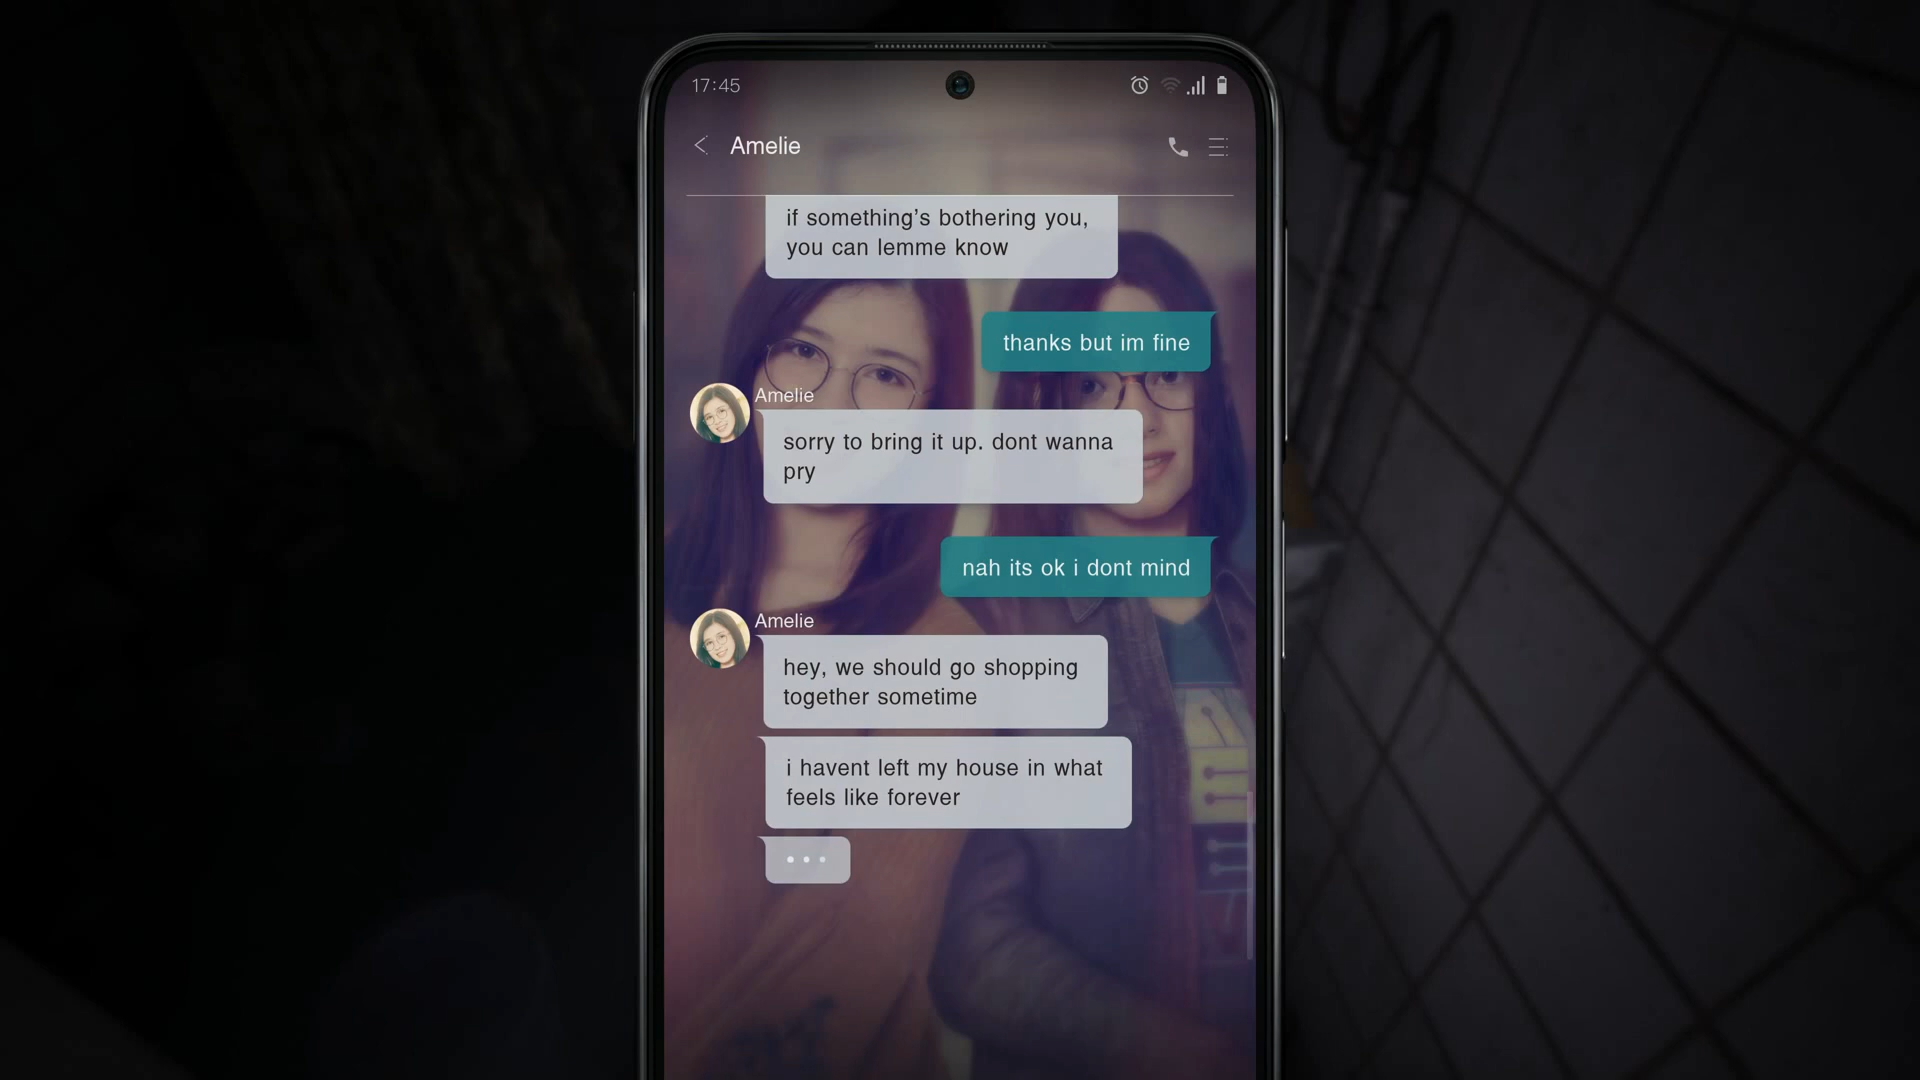 17:45
Amelie
if something's bothering you,
you can lemme know
thanks but im fine
Amelie
sorry to bring it up. dont wanna
pry
nah its ok i dont mind
Amelie
hey, we should go shopping
together sometime
i havent left my house in what
feels like forever